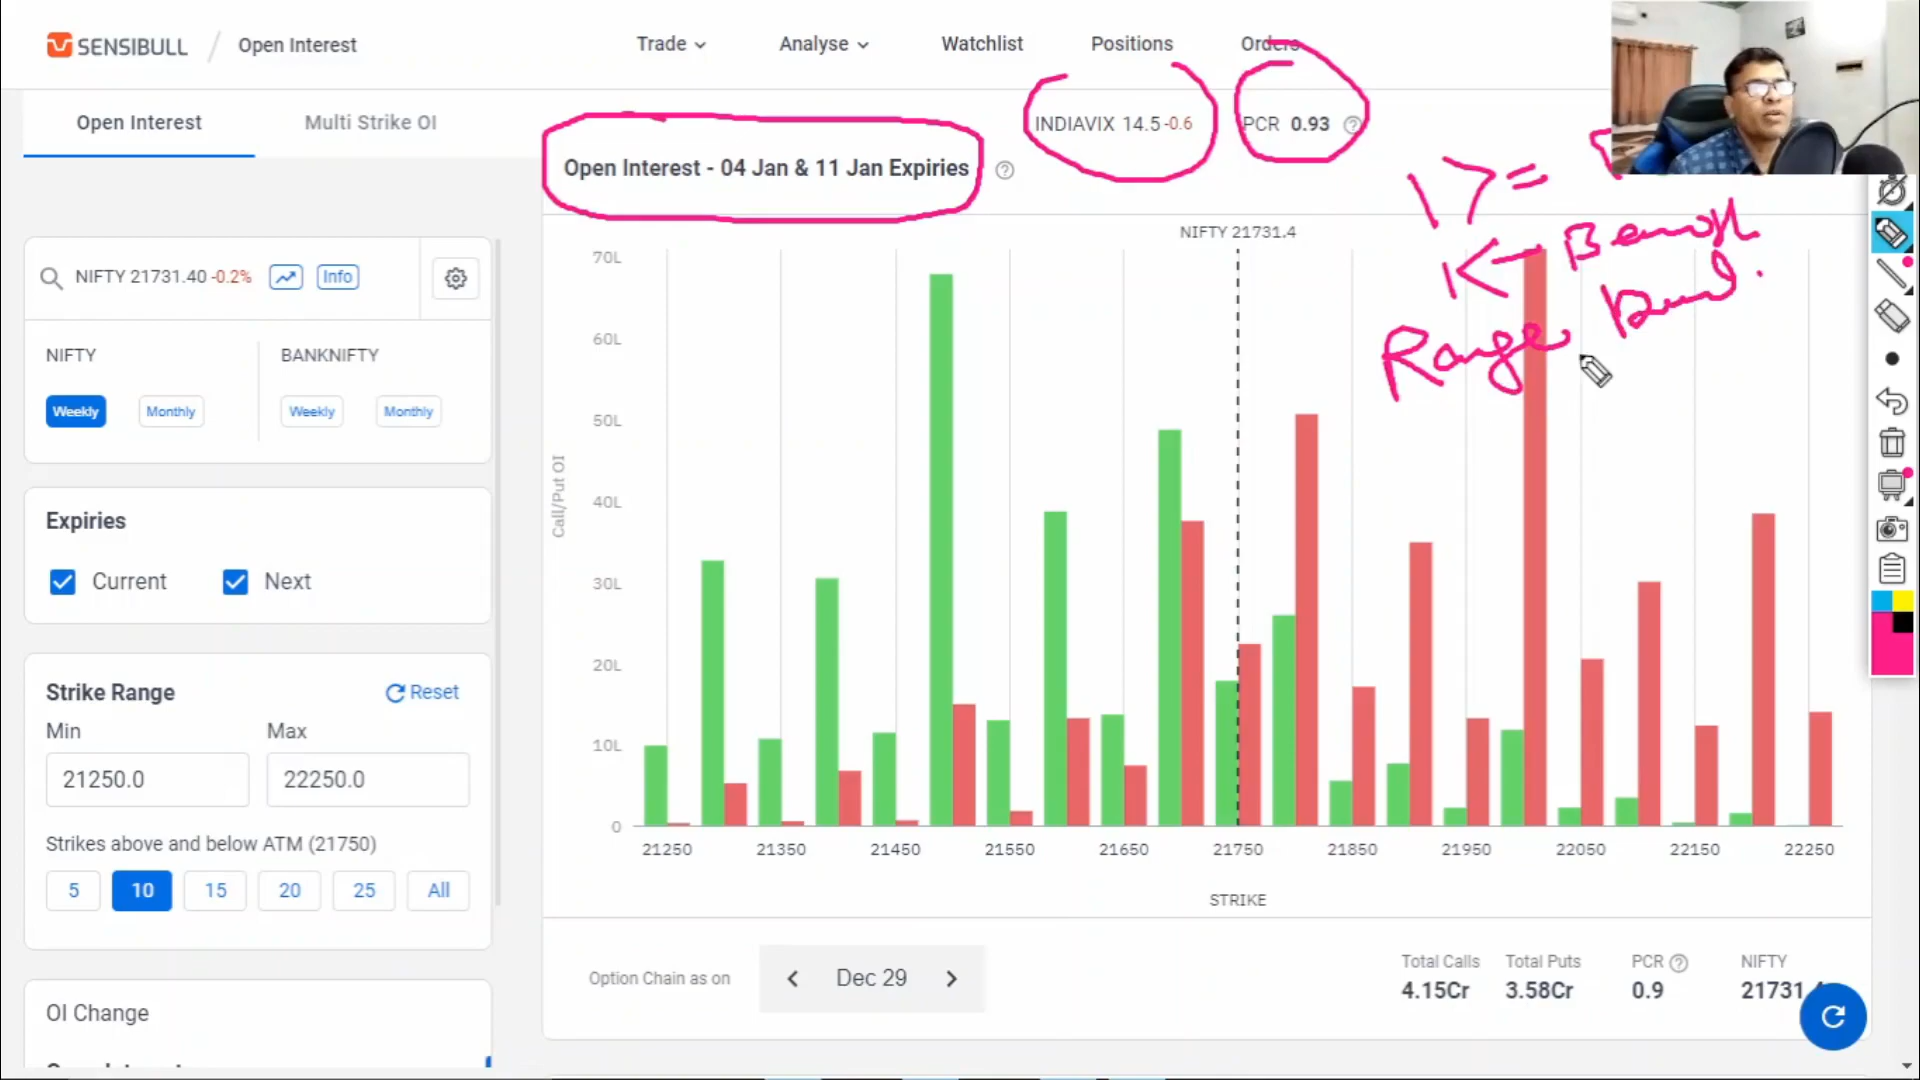 SENSIBULL / Open Interest
Trade Analyse Watchlist Positions Orders
Open Interest Multi Strike OI
INDIAVIX 14.5 -0.6 PCR 0.93
Open Interest - 04 Jan & 11 Jan Expiries
NIFTY 21731.40 -0.2% Info
NIFTY BANKNIFTY
Weekly Monthly Weekly Monthly
Expiries
Current Next
Strike Range Reset
Min Max
21250.0 22250.0
Strikes above and below ATM (21750)
5 10 15 20 25 All
OI Change
NIFTY 21731.4
70L
60L
50L
40L
30L
20L
10L
0
Call/Put OI
21250 21350 21450 21550 21650 21750 21850 21950 22050 22150 22250
STRIKE
1>=
1<-
Range
Option Chain as on Dec 29
Total Calls Total Puts PCR NIFTY
4.15Cr 3.58Cr 0.9 21731.4